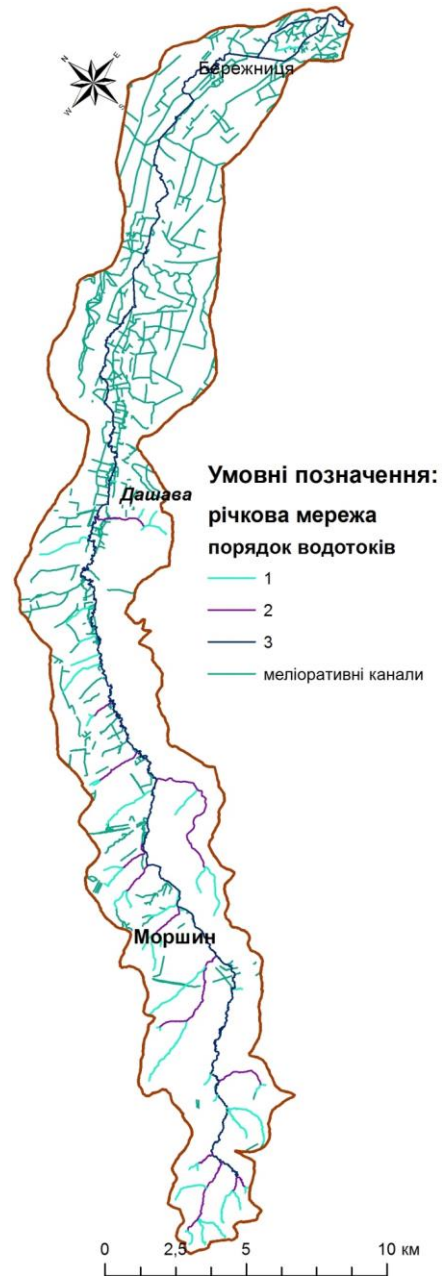 Бережниця
N
E
W
S
Дашава
Умовні позначення:
річкова мережа
порядок водотоків
1
2
3
меліоративні канали
Моршин
0 2,5 5 10 км